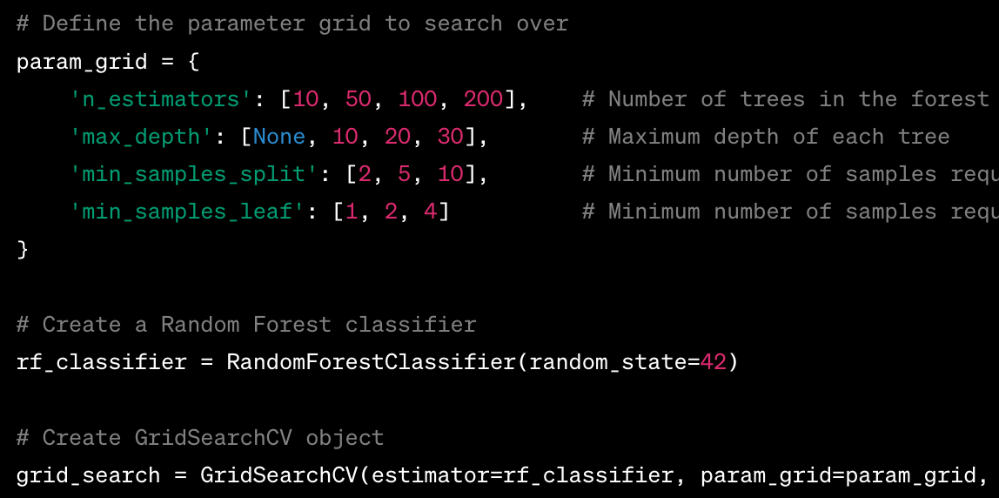 # Define the parameter grid to search over
param_grid = {
    'n_estimators': [10, 50, 100, 200],    # Number of trees in the forest
    'max_depth': [None, 10, 20, 30],       # Maximum depth of each tree
    'min_samples_split': [2, 5, 10],       # Minimum number of samples requ
    'min_samples_leaf': [1, 2, 4]          # Minimum number of samples requ
}
# Create a Random Forest classifier
rf_classifier = RandomForestClassifier(random_state=42)
# Create GridSearchCV object
grid_search = GridSearchCV(estimator=rf_classifier, param_grid=param_grid,